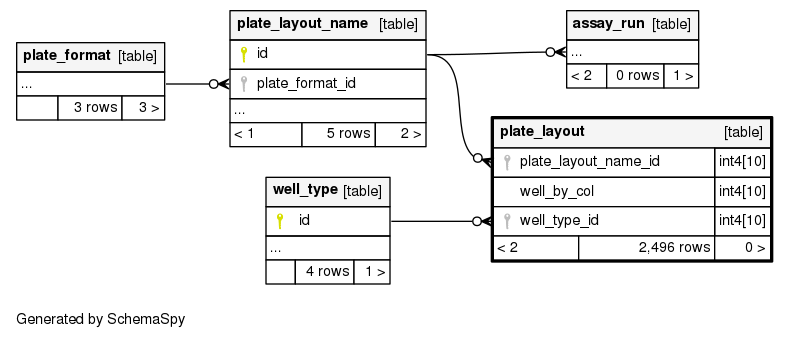 plate_format [table]
...
3 rows 3 >
plate_layout_name [table]
id
plate_format_id
...
< 1 5 rows 2 >
assay_run [table]
...
< 2 0 rows 1 >
plate_layout [table]
plate_layout_name_id int4[10]
well_by_col int4[10]
well_type_id int4[10]
< 2 2,496 rows 0 >
well_type [table]
id
...
4 rows 1 >
Generated by SchemaSpy